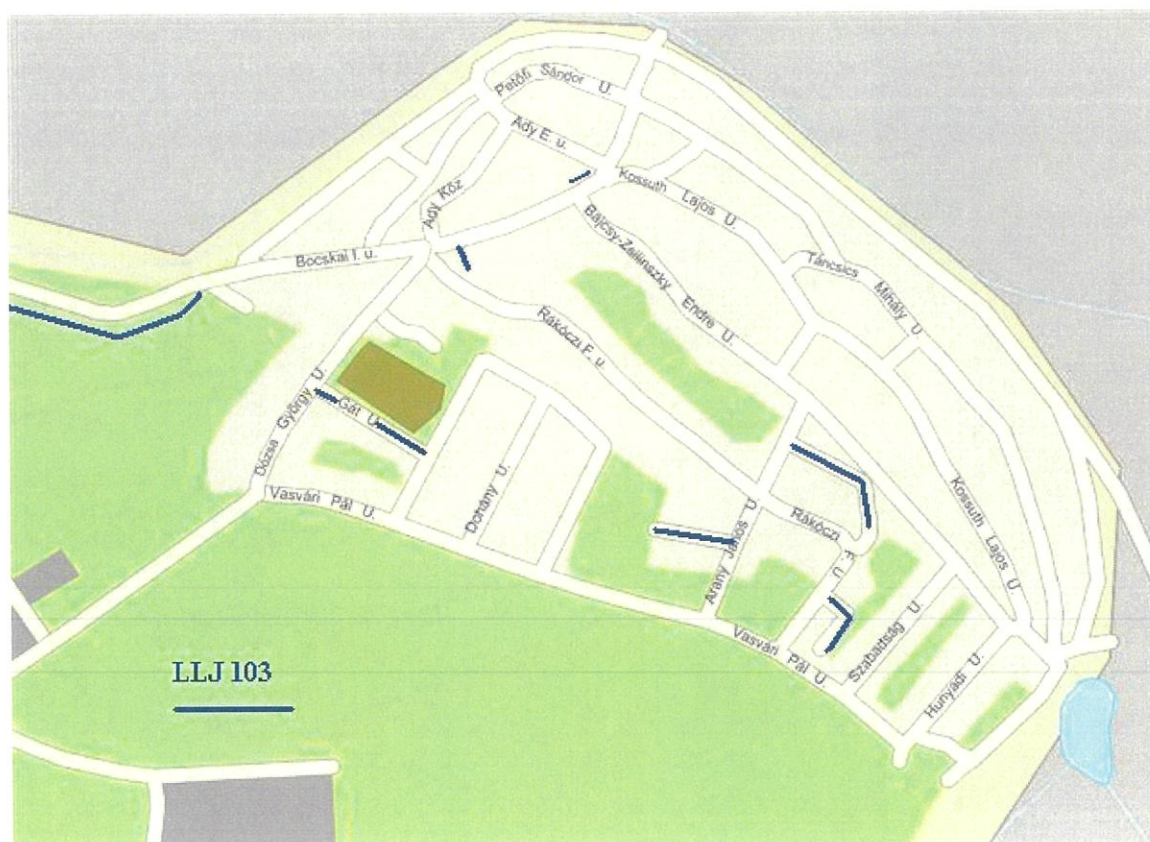 Petőfi Sándor U.
Ady E. u.
Kossuth Lajos U.
Ady Köz
Bajcsy-Zsilinszky Endre U.
Bocskai I. u.
Táncsics Mihály U
Rákóczi F. u
Dózsa György U.
Gát U
Vasvári Pál U.
Dohány U.
Arany János U
Rákóczi F. U
Kossuth Lajos U
Vasvári Pál U
Szabadság U.
Hunyadi U.
LLJ 103